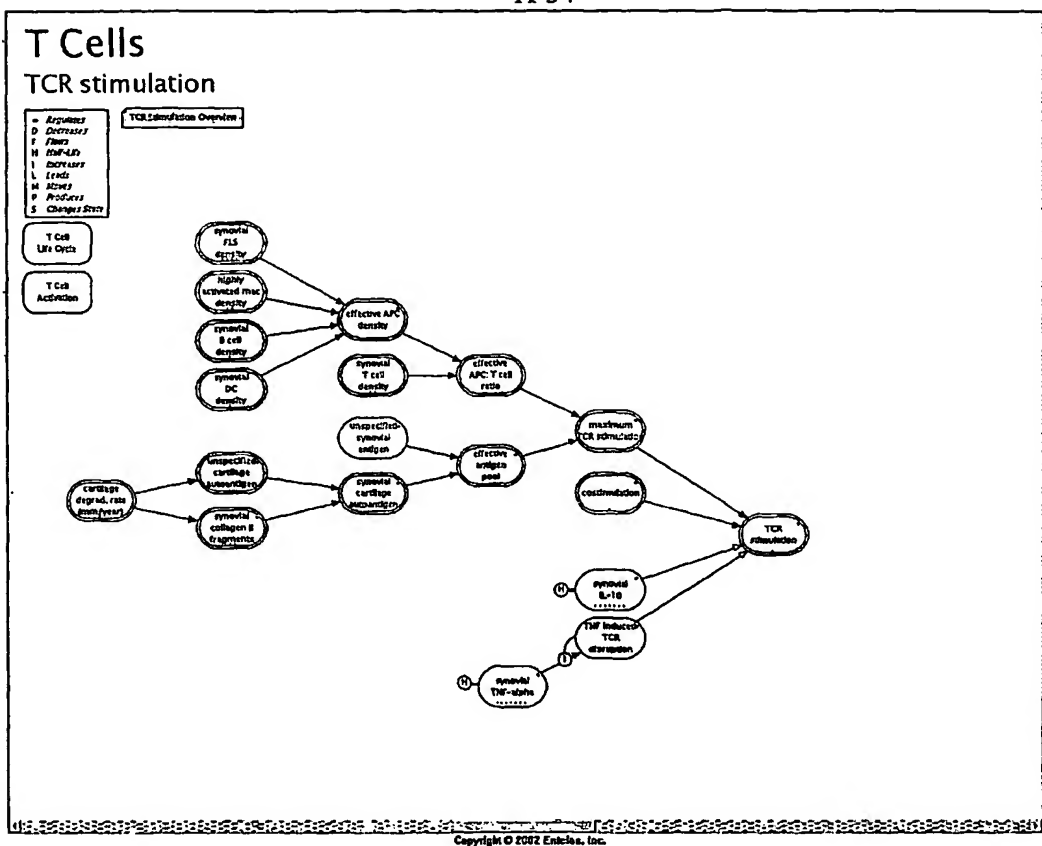 T Cells
TCR stimulation
TCR Stimulation Overview
= Regulates
D Decreases
F Flows
H Half-Life
I Increases
L Leads
M Moves
P Produces
S Changes State
T Cell
Life Cycle
T Cell
Activation
synovial
FLS
density
highly
activated mac
density
synovial
B cell
density
synovial
DC
density
effective APC
density
synovial
T cell
density
effective
APC: T cell
ratio
unspecified
synovial
antigen
maximum
TCR stimulatio
effective
antigen
pool
cartilage
degrad. rate
(mm/year)
unspecified
cartilage
autoantigen
synovial
collagen II
fragments
synovial
cartilage
autoantigen
costimulation
TCR
stimulation
H
synovial
IL-10
TNF induced
TCR
disruption
I
H
synovial
TNF-alpha
Copyright © 2002 Entelos, Inc.